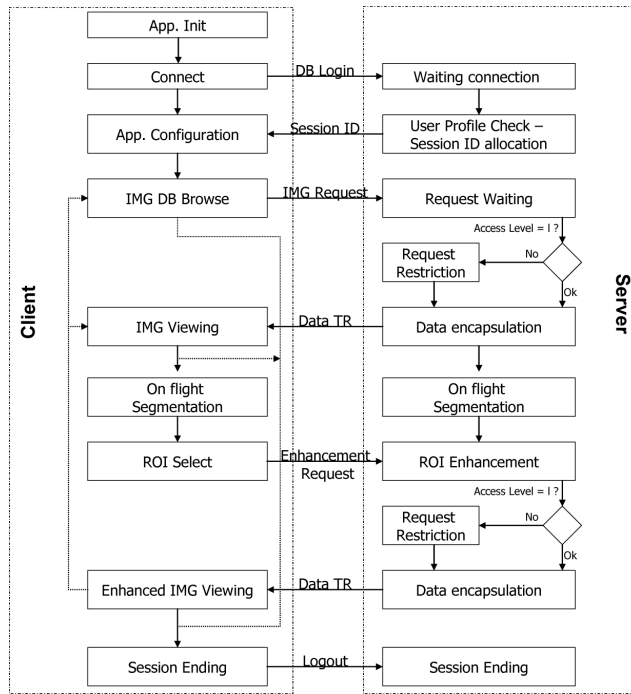 App. Init
Connect
DB Login
Waiting connection
App. Configuration
Session ID
User Profile Check –
Session ID allocation
IMG DB Browse
IMG Request
Request Waiting
Access Level = I ?
No
Request
Restriction
Ok
Client
Server
IMG Viewing
Data TR
Data encapsulation
On flight
Segmentation
On flight
Segmentation
ROI Select
Enhancement
Request
ROI Enhancement
Access Level = I ?
No
Request
Restriction
Ok
Enhanced IMG Viewing
Data TR
Data encapsulation
Session Ending
Logout
Session Ending